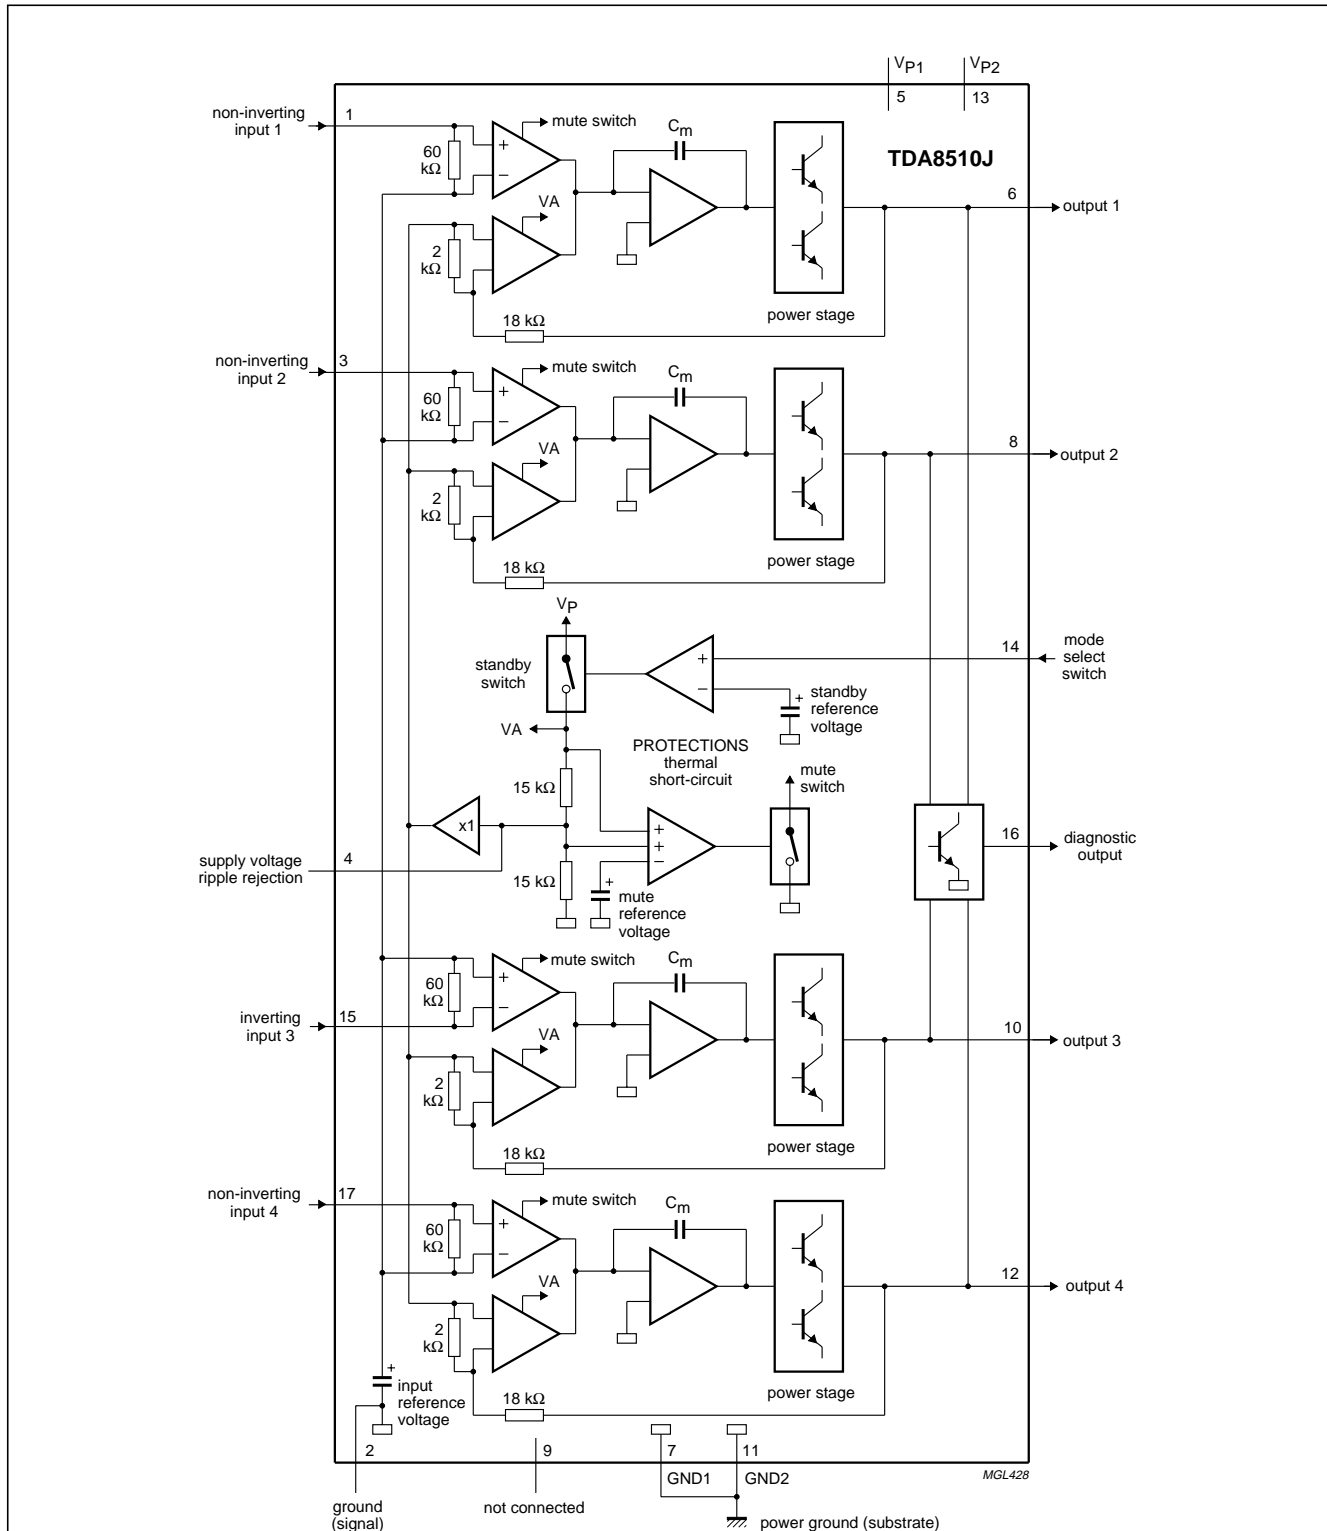 VP1
VP2
5
13
TDA8510J
non-inverting
input 1
1
mute switch
Cm
60
kΩ
+
−
VA
2
kΩ
18 kΩ
power stage
6
output 1
non-inverting
input 2
3
mute switch
Cm
60
kΩ
+
−
VA
2
kΩ
18 kΩ
power stage
8
output 2
VP
standby
switch
+
−
14
mode
select
switch
+
standby
reference
voltage
VA
PROTECTIONS
thermal
short-circuit
mute
switch
15 kΩ
x1
+
+
−
16
diagnostic
output
supply voltage
ripple rejection
4
15 kΩ
+
mute
reference
voltage
mute switch
Cm
60
kΩ
+
−
inverting
input 3
15
VA
2
kΩ
18 kΩ
power stage
10
output 3
non-inverting
input 4
17
mute switch
Cm
60
kΩ
+
−
VA
2
kΩ
18 kΩ
power stage
12
output 4
+
input
reference
voltage
2
9
7
11
GND1
GND2
MGL428
ground
(signal)
not connected
power ground (substrate)